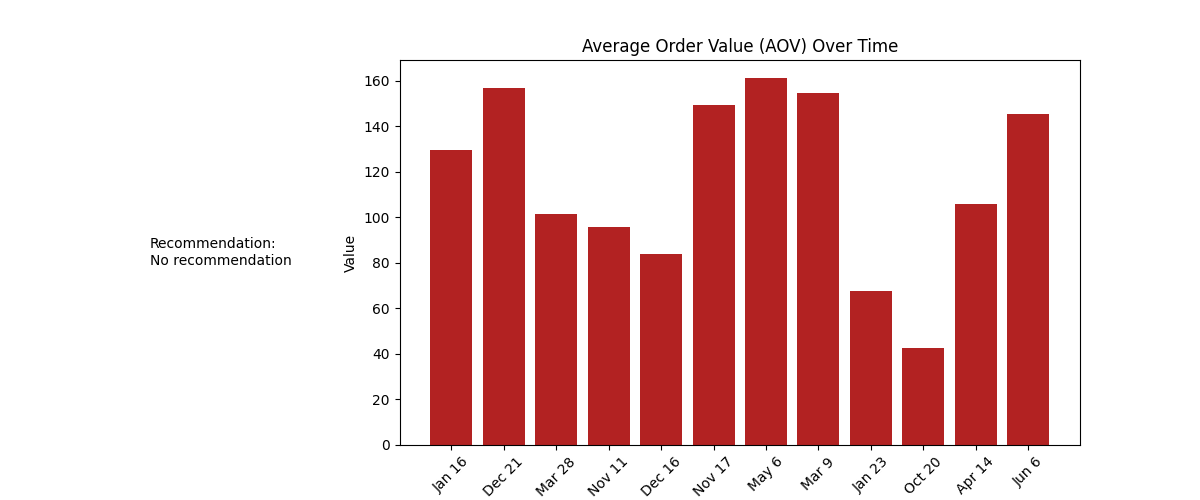 Average Order Value (AOV) Over Time
Recommendation:
No recommendation
Value
160
140
120
100
80
60
40
20
0
Jan 16
Dec 21
Mar 28
Nov 11
Dec 16
Nov 17
May 6
Mar 9
Jan 23
Oct 20
Apr 14
Jun 6